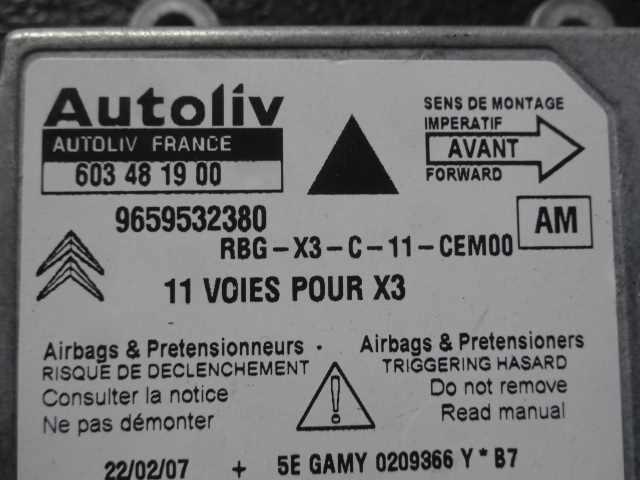 Autoliv
AUTOLIV FRANCE
603 48 19 00
SENS DE MONTAGE
IMPERATIF
AVANT
FORWARD
9659532380
AM
RBG-X3-C-11-CEM00
11 VOIES POUR X3
Airbags & Pretensionneurs .
RISQUE DE DECLENCHEMENT
Consulter la notice
Ne pas démonter
!
Airbags & Pretensioners
TRIGGERING HASARD
Do not remove
Read manual
22/02/07 + 5E GAMY 0209366 Y * B7